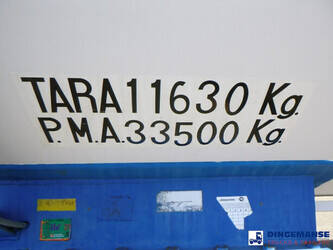 TARA 11630 Kg.
P.M.A. 33500 Kg.
DINGEMANSE